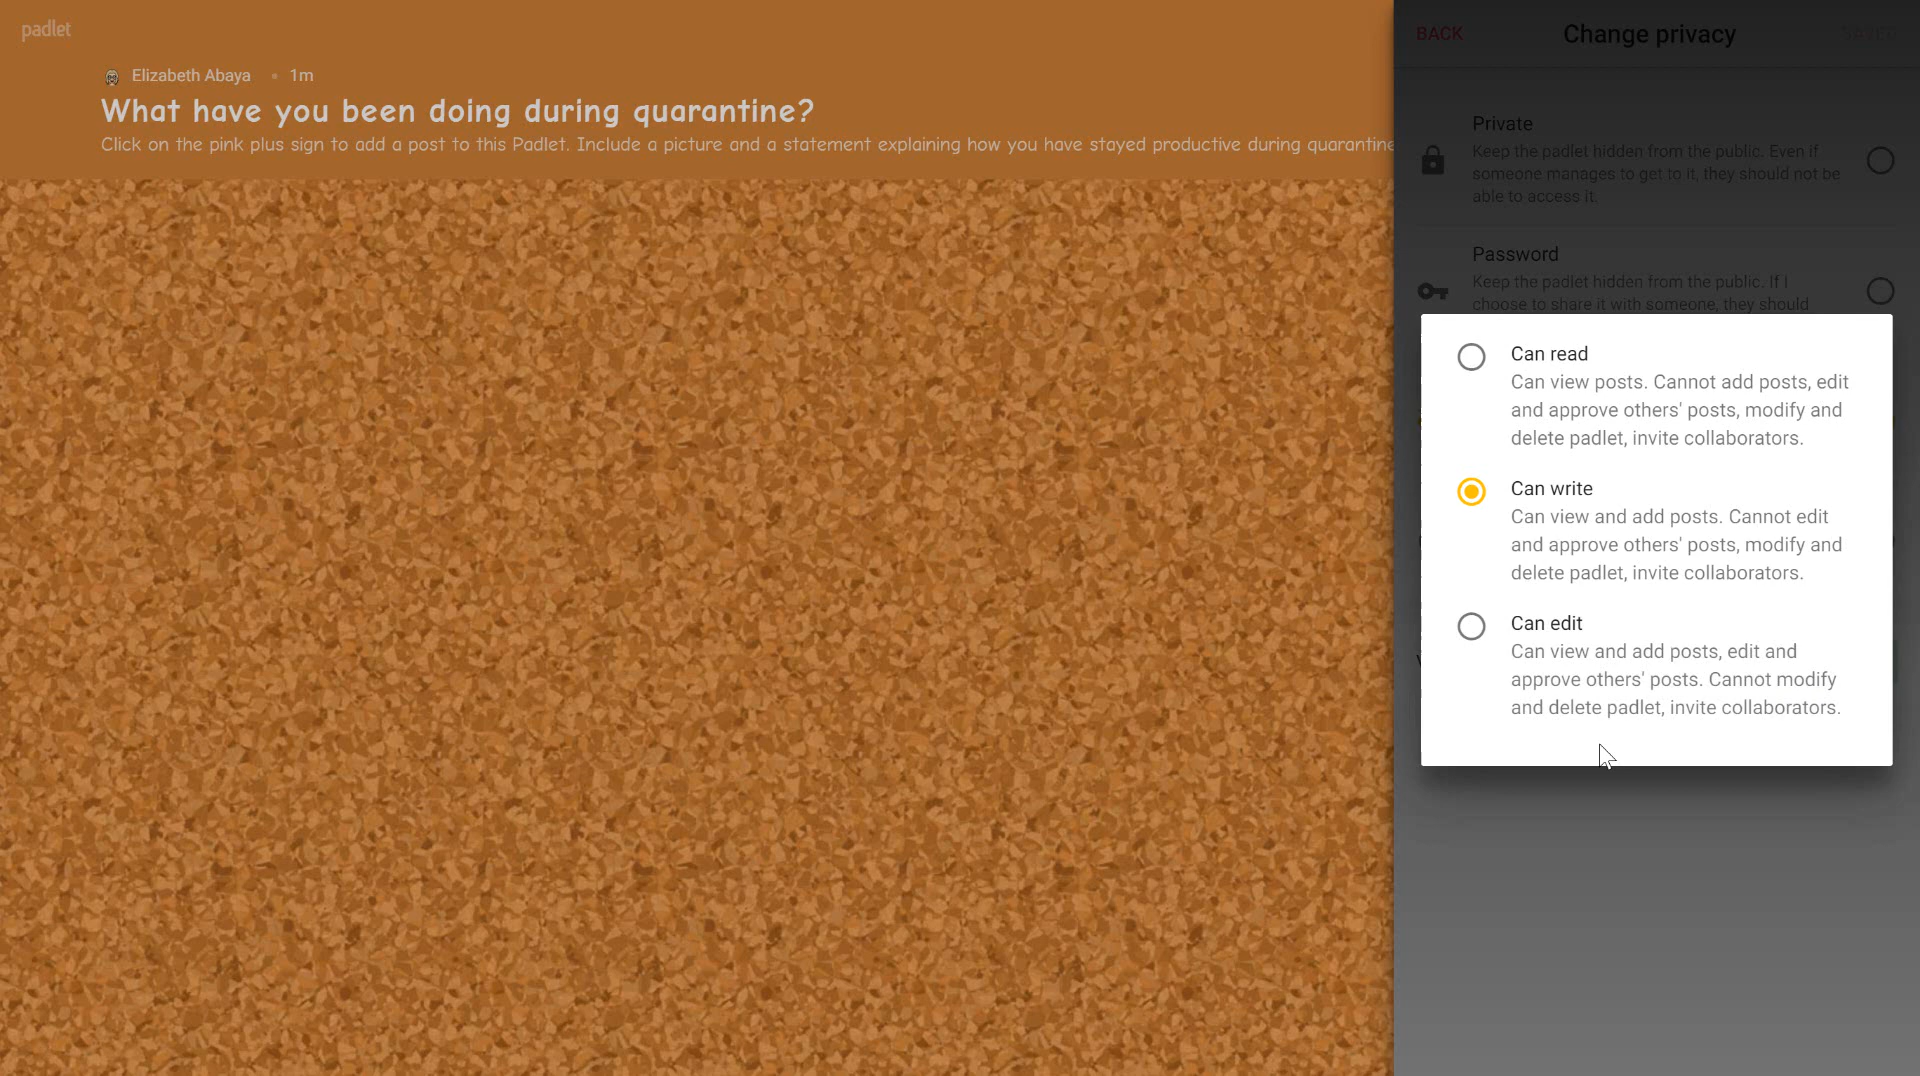 padlet
Elizabeth Abaya • 1m
What have you been doing during quarantine?
Click on the pink plus sign to add a post to this Padlet. Include a picture and a statement explaining how you have stayed productive during quarantine
BACK
Change privacy
SAVED
Private
Keep the padlet hidden from the public. Even if
someone manages to get to it, they should not be
able to access it.
Password
Keep the padlet hidden from the public. If I
choose to share it with someone, they should
Can read
Can view posts. Cannot add posts, edit
and approve others' posts, modify and
delete padlet, invite collaborators.
Can write
Can view and add posts. Cannot edit
and approve others' posts, modify and
delete padlet, invite collaborators.
Can edit
Can view and add posts, edit and
approve others' posts. Cannot modify
and delete padlet, invite collaborators.